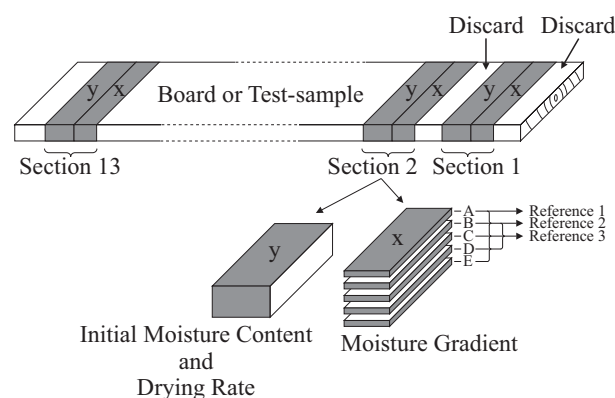 Discard Discard
y x y x y x
Board or Test-sample
Section 13 Section 2 Section 1
A Reference 1
B Reference 2
C Reference 3
D
E
y x
Initial Moisture Content
and
Drying Rate
Moisture Gradient